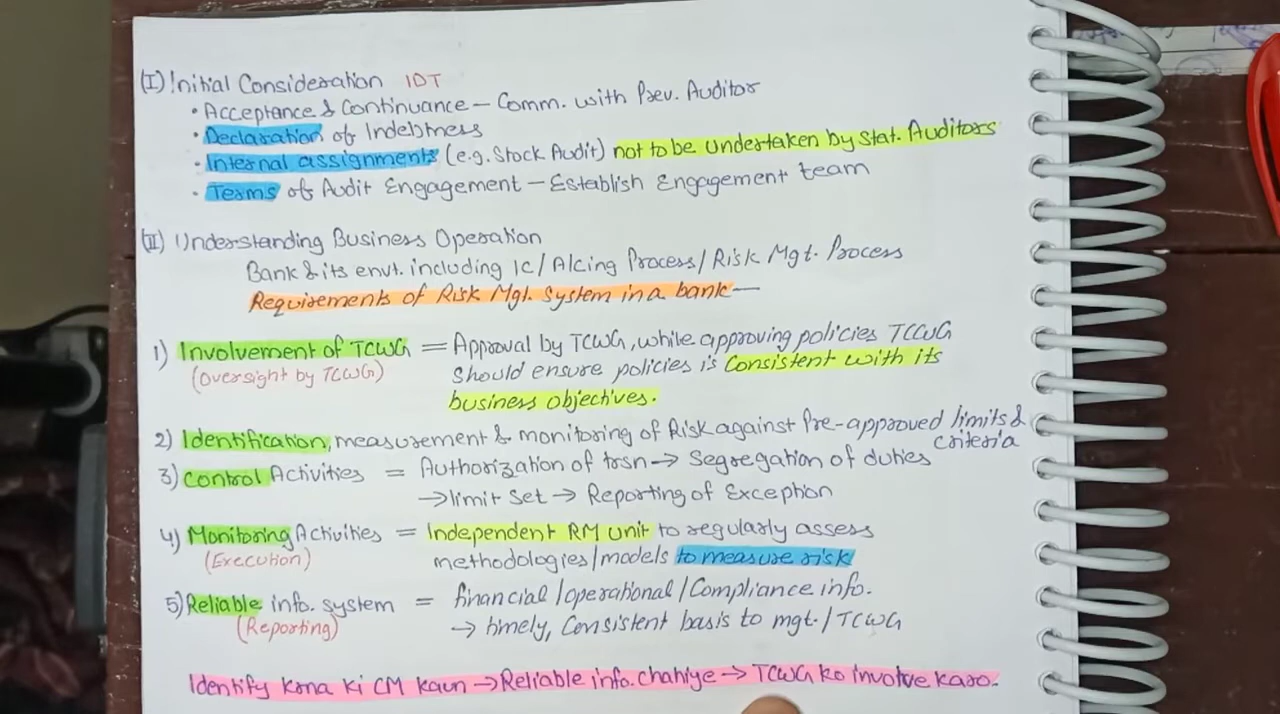 (I) Initial Consideration IDT
• Acceptance & Continuance – Comm. with Prev. Auditor
• Declaration of Indebtness
• Internal assignments (e.g. Stock Audit) not to be undertaken by Stat. Auditors
• Terms of Audit Engagement – Establish Engagement team
(II) Understanding Business Operation
Bank & its envt. including IC/A/cing Process/Risk Mgt. Process
Requirements of Risk Mgt. System in a bank –
1) Involvement of TCWG = Approval by TCWG, while approving policies TCWG
(Oversight by TCWG) should ensure policies is Consistent with its
business objectives.
2) Identification, measurement & monitoring of Risk against Pre-approved limits &
criteria
3) Control Activities = Authorization of trsn → Segregation of duties
→ limit Set → Reporting of Exception
4) Monitoring Activities = Independent RM unit to regularly assess
(Execution) methodologies/models to measure risk
5) Reliable info. system = financial/operational/Compliance info.
(Reporting) → timely, Consistent basis to mgt./TCWG
Identify krna ki CM kaun → Reliable info. chahiye → TCWG ko involve karo.